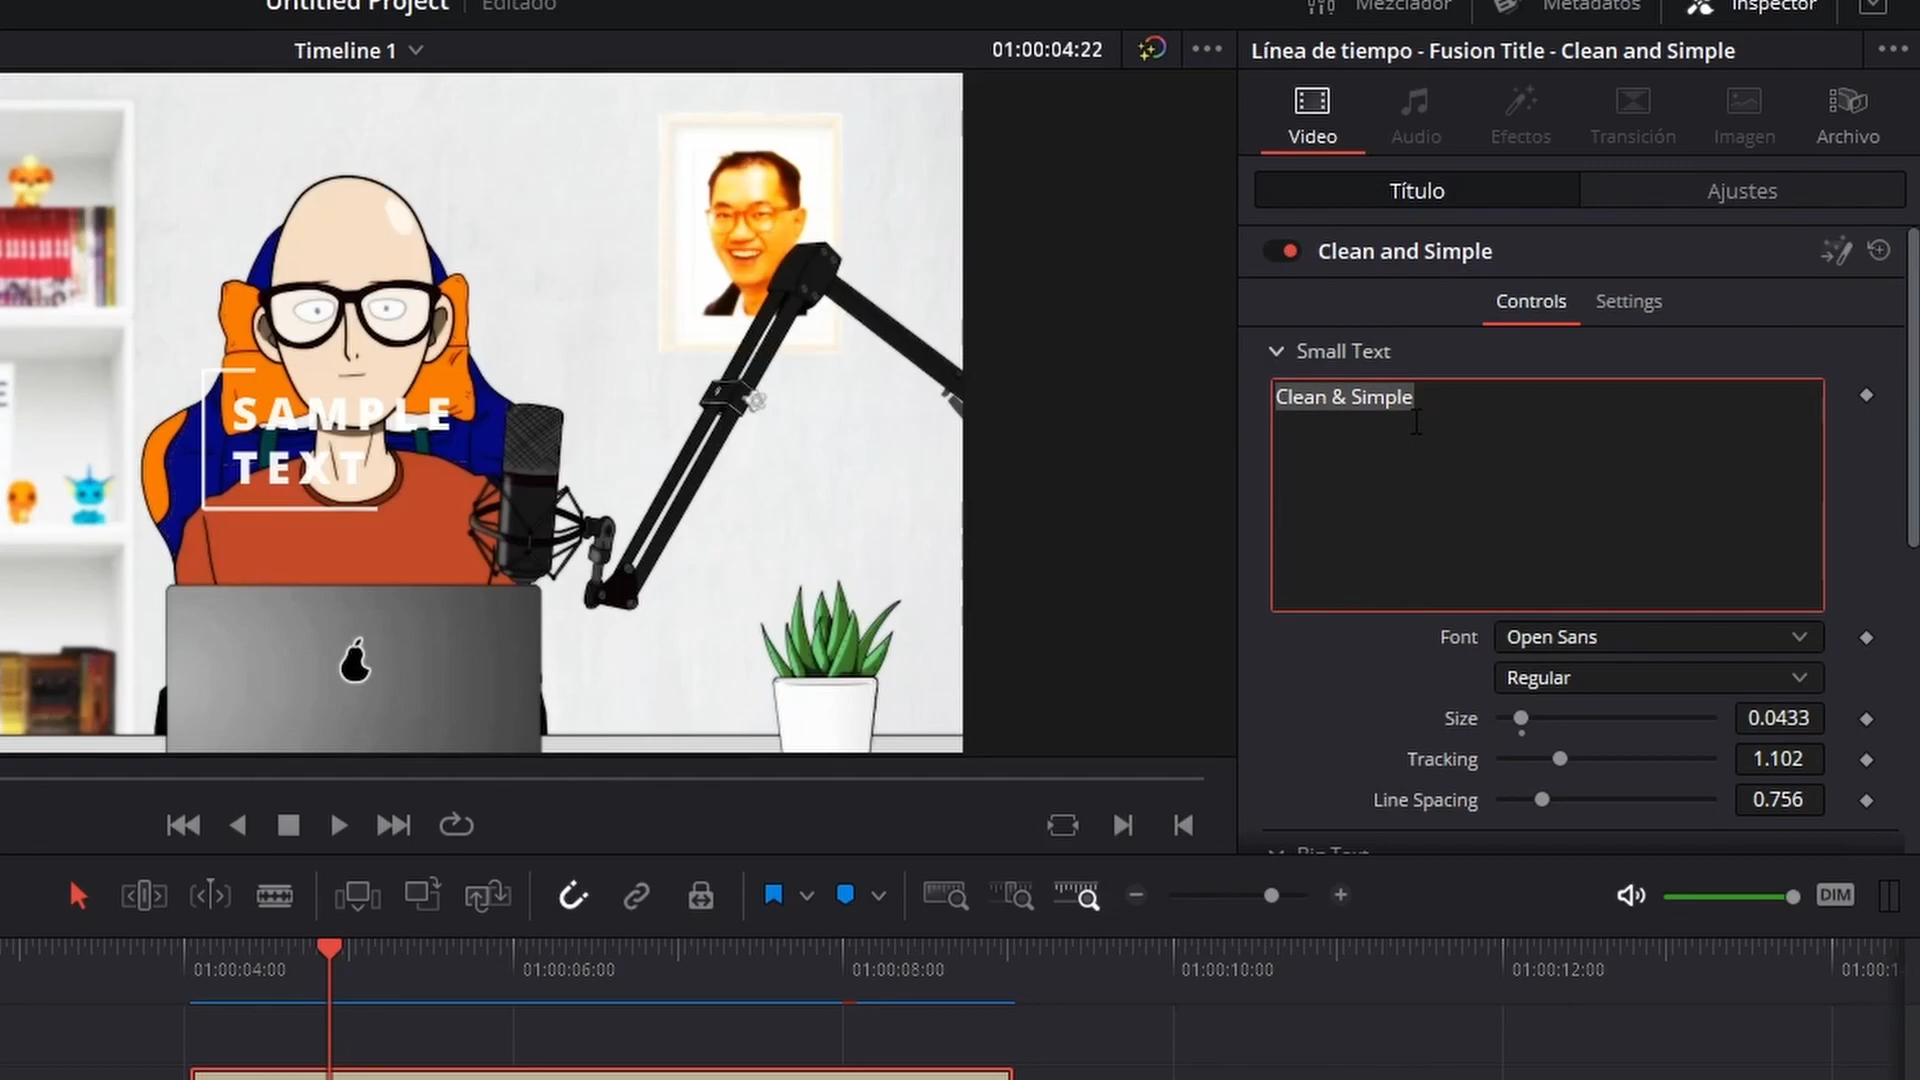 Untitled Project
Editado
Mezclador
Metadatos
Inspector
Timeline 1
01:00:04:22
Línea de tiempo - Fusion Title - Clean and Simple
Video
Audio
Efectos
Transición
Imagen
Archivo
Título
Ajustes
Clean and Simple
Controls
Settings
Small Text
Clean & Simple
SAMPLE
TEXT
Font
Open Sans
Regular
Size
0.0433
Tracking
1.102
Line Spacing
0.756
DIM
01:00:04:00
01:00:06:00
01:00:08:00
01:00:10:00
01:00:12:00
01:00:1